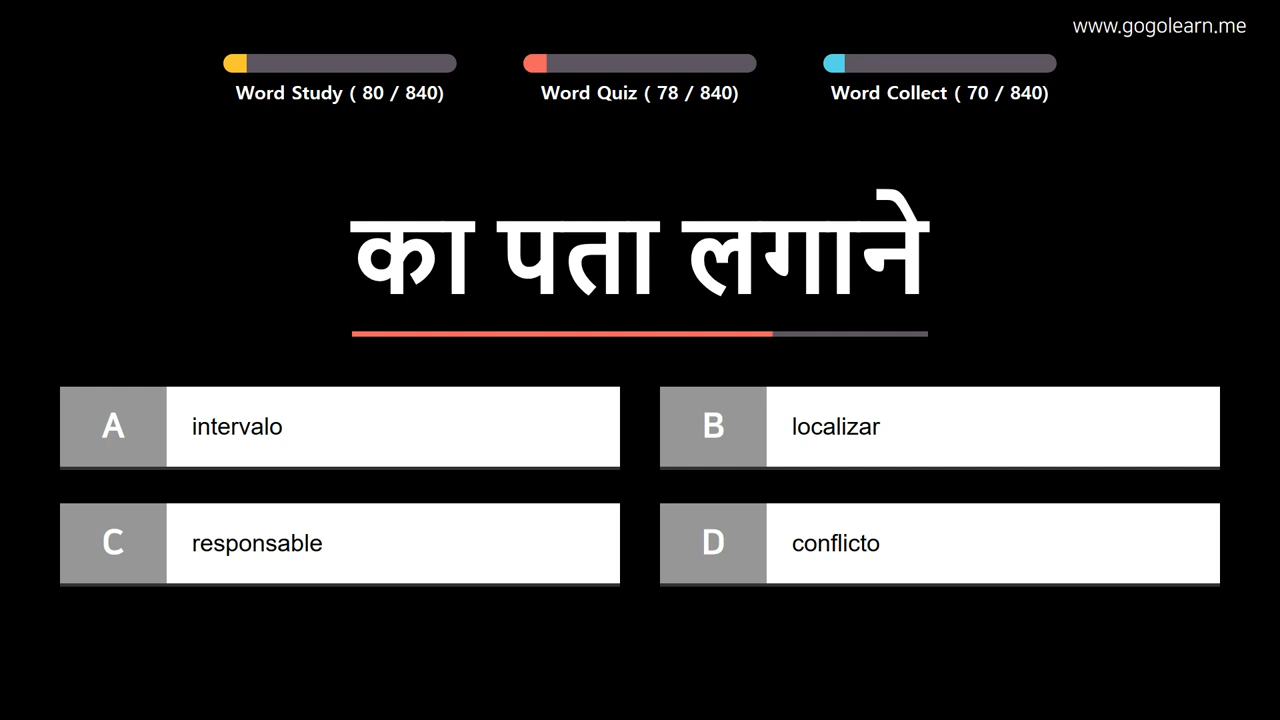 www.gogolearn.me
Word Study ( 80 / 840)
Word Quiz ( 78 / 840)
Word Collect ( 70 / 840)
का पता लगाने
A
intervalo
B
localizar
C
responsable
D
conflicto